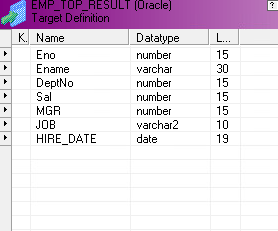 EMP_TOP_RESULT (Oracle)
Target Definition
K. Name Datatype L...
Eno number 15
Ename varchar 30
DeptNo number 15
Sal number 15
MGR number 15
JOB varchar2 10
HIRE_DATE date 19